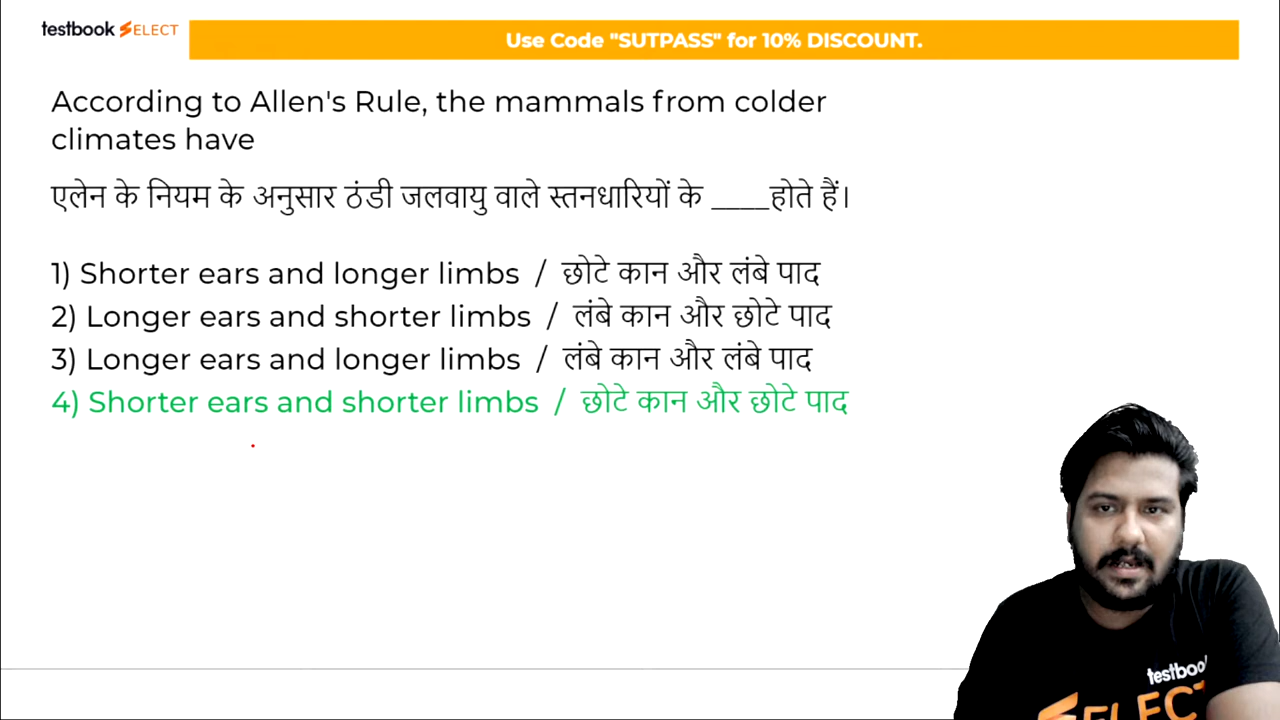 testbook SELECT
Use Code "SUTPASS" for 10% DISCOUNT.
According to Allen's Rule, the mammals from colder
climates have
एलेन के नियम के अनुसार ठंडी जलवायु वाले स्तनधारियों के ____होते हैं।
1) Shorter ears and longer limbs / छोटे कान और लंबे पाद
2) Longer ears and shorter limbs / लंबे कान और छोटे पाद
3) Longer ears and longer limbs / लंबे कान और लंबे पाद
4) Shorter ears and shorter limbs / छोटे कान और छोटे पाद
testbook
SELECT